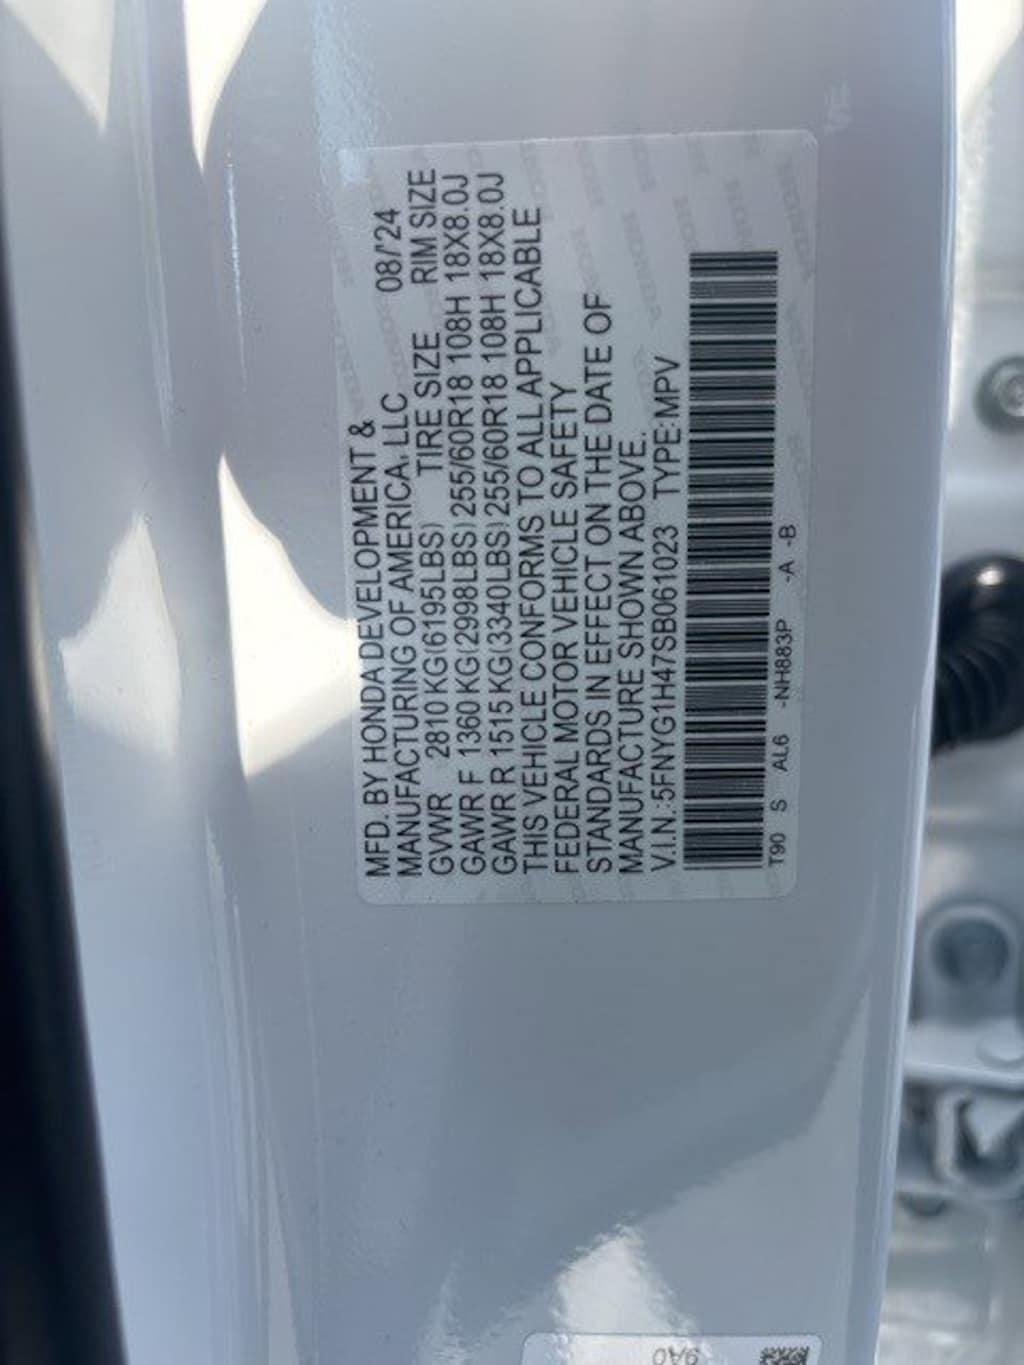 MFD. BY HONDA DEVELOPMENT &
MANUFACTURING OF AMERICA, LLC 08/'24
GVWR 2810 KG(6195LBS) TIRE SIZE RIM SIZE
GAWR F 1360 KG(2998LBS) 255/60R18 108H 18X8.0J
GAWR R 1515 KG(3340LBS) 255/60R18 108H 18X8.0J
THIS VEHICLE CONFORMS TO ALL APPLICABLE
FEDERAL MOTOR VEHICLE SAFETY
STANDARDS IN EFFECT ON THE DATE OF
MANUFACTURE SHOWN ABOVE.
V.I.N.:5FNYG1H47SB061023 TYPE:MPV
T90 S AL6 -NH883P -A -B
9A0